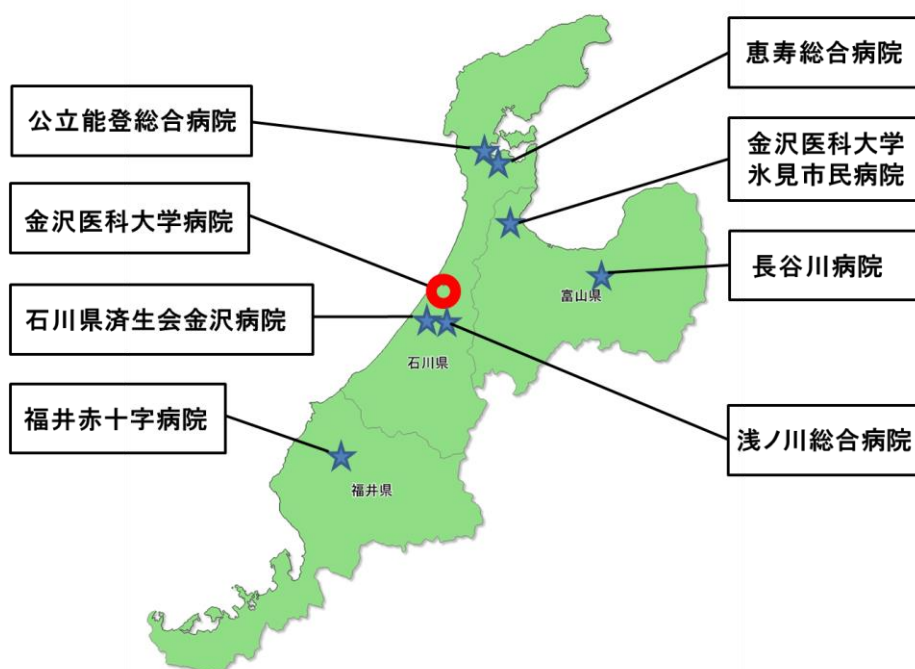 恵寿総合病院
公立能登総合病院
金沢医科大学
氷見市民病院
金沢医科大学病院
長谷川病院
富山県
石川県済生会金沢病院
石川県
福井赤十字病院
浅ノ川総合病院
福井県